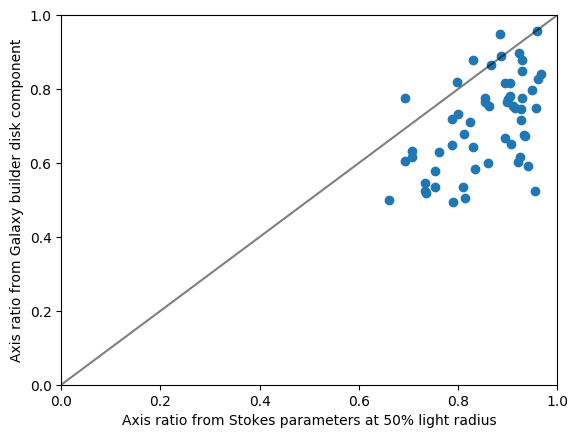 Axis ratio from Galaxy builder disk component
1.0
0.8
0.6
0.4
0.2
0.0
0.0 0.2 0.4 0.6 0.8 1.0
Axis ratio from Stokes parameters at 50% light radius